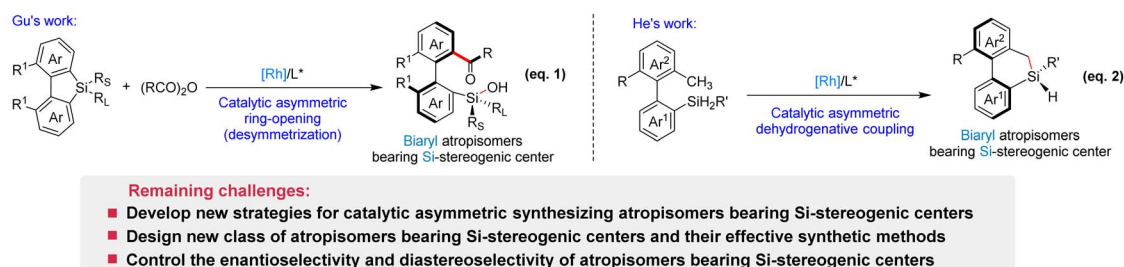 Gu's work:
R¹
R¹
Ar
Ar
Si
R_S
R_L
+ (RCO)₂O
[Rh]/L*
Catalytic asymmetric
ring-opening
(desymmetrization)
Ar
R¹
R
O
R¹
Ar
Si
OH
R_L
R_S
(eq. 1)
Biaryl atropisomers
bearing Si-stereogenic center
He's work:
Ar²
R
CH₃
SiH₂R'
Ar¹
[Rh]/L*
Catalytic asymmetric
dehydrogenative coupling
Ar²
R
R'
Si
H
Ar¹
(eq. 2)
Biaryl atropisomers
bearing Si-stereogenic center
Remaining challenges:
Develop new strategies for catalytic asymmetric synthesizing atropisomers bearing Si-stereogenic centers
Design new class of atropisomers bearing Si-stereogenic centers and their effective synthetic methods
Control the enantioselectivity and diastereoselectivity of atropisomers bearing Si-stereogenic centers